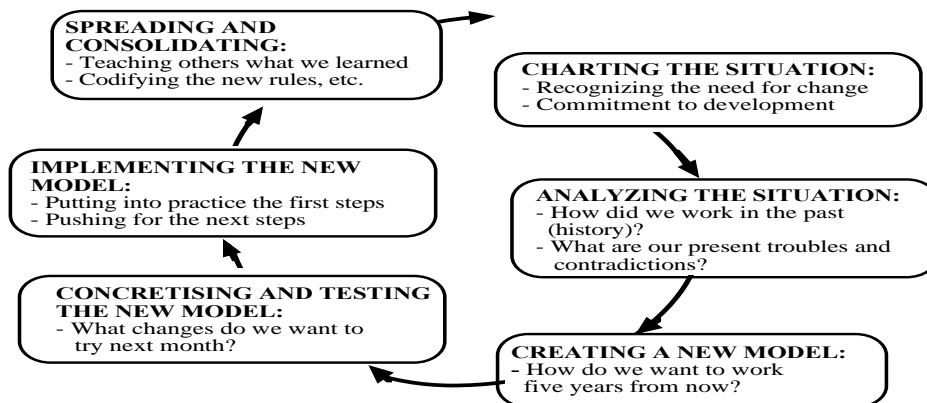 SPREADING AND
CONSOLIDATING:
- Teaching others what we learned
- Codifying the new rules, etc.
CHARTING THE SITUATION:
- Recognizing the need for change
- Commitment to development
ANALYZING THE SITUATION:
- How did we work in the past
(history)?
- What are our present troubles and
contradictions?
CREATING A NEW MODEL:
- How do we want to work
five years from now?
CONCRETISING AND TESTING
THE NEW MODEL:
- What changes do we want to
try next month?
IMPLEMENTING THE NEW
MODEL:
- Putting into practice the first steps
- Pushing for the next steps